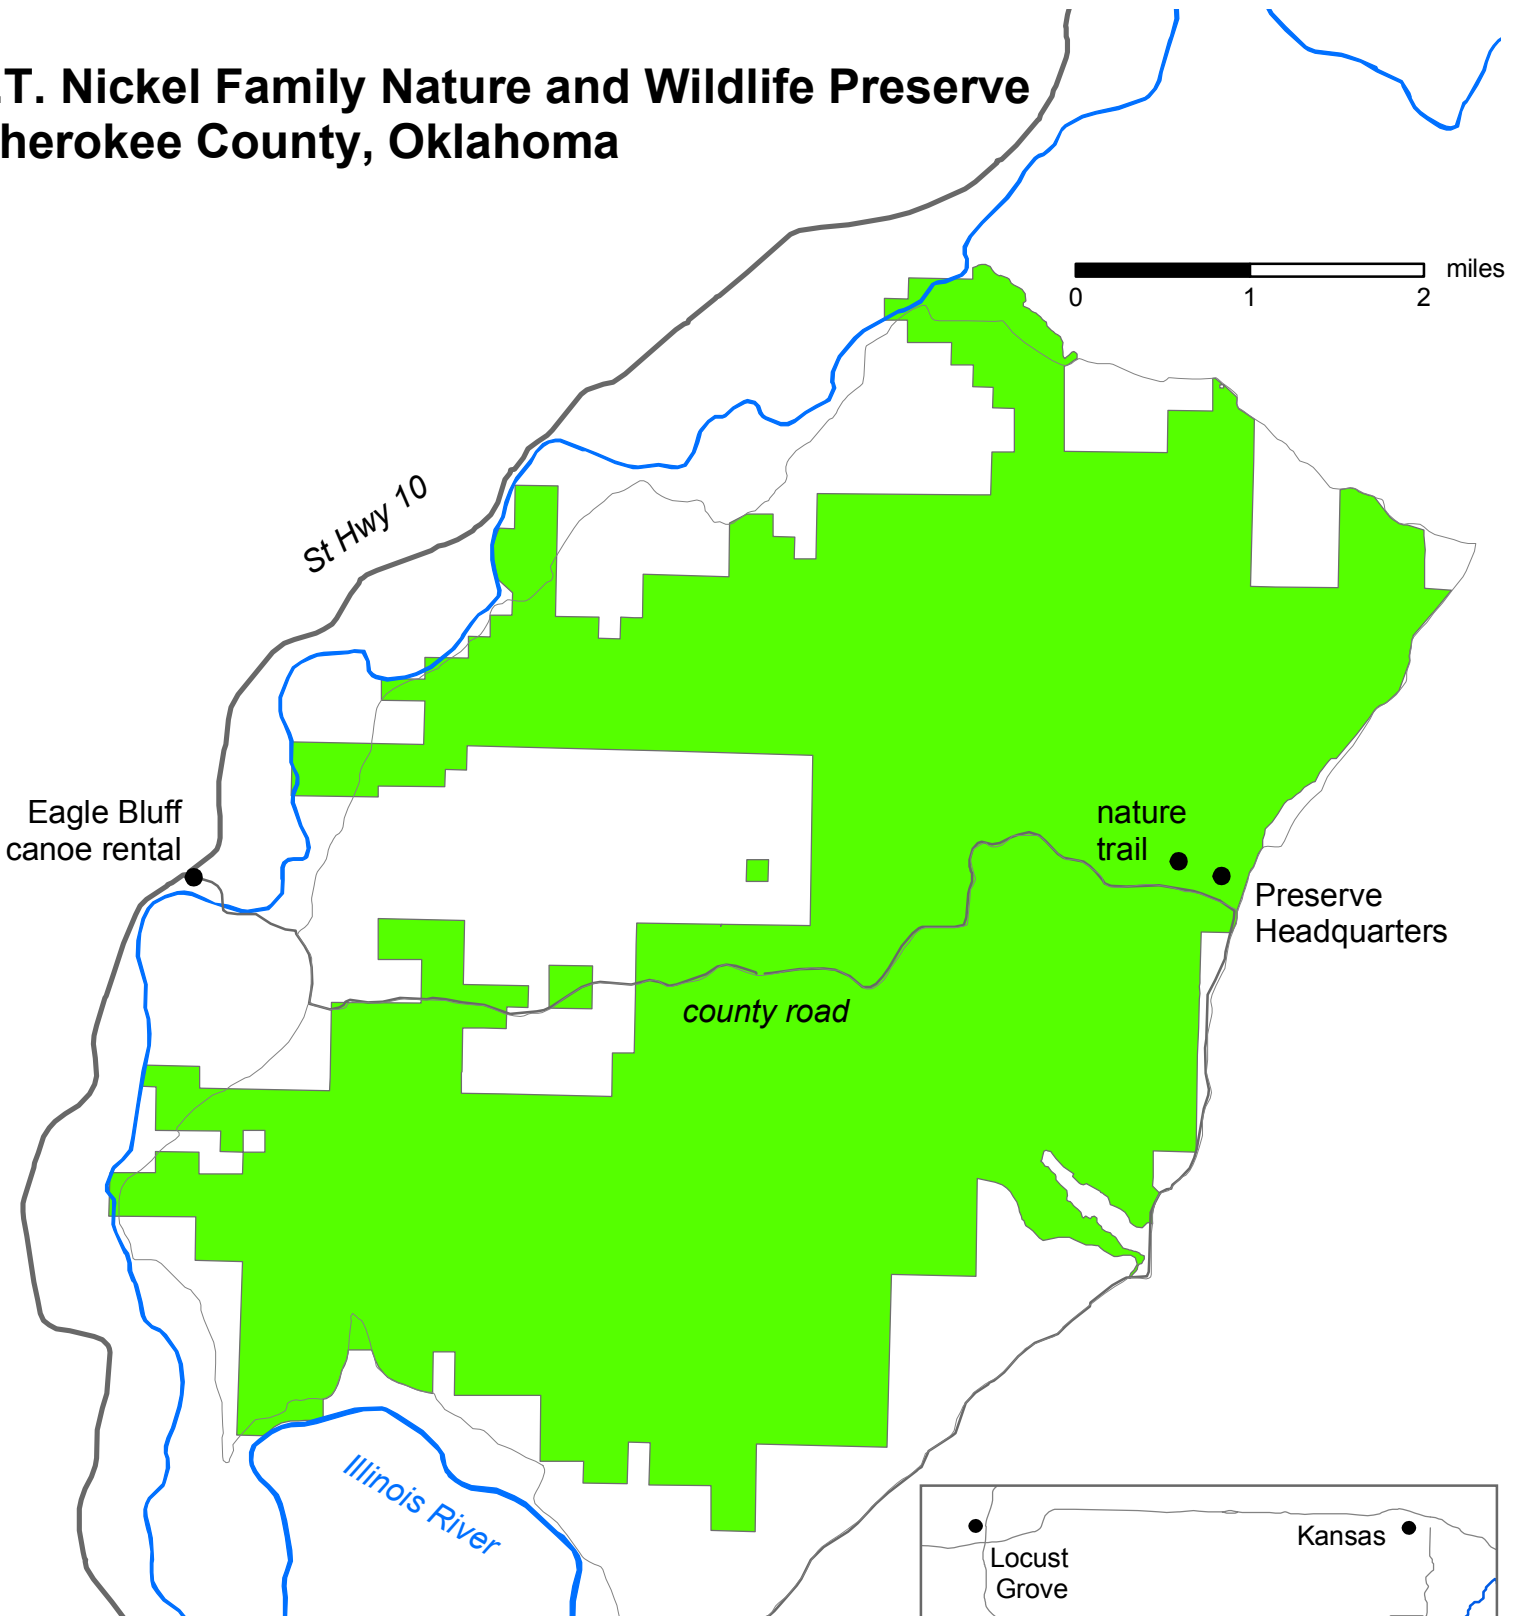 .T. Nickel Family Nature and Wildlife Preserve
herokee County, Oklahoma
miles
0 1 2
St Hwy 10
Eagle Bluff
canoe rental
nature
trail
Preserve
Headquarters
county road
Illinois River
Locust
Grove
Kansas